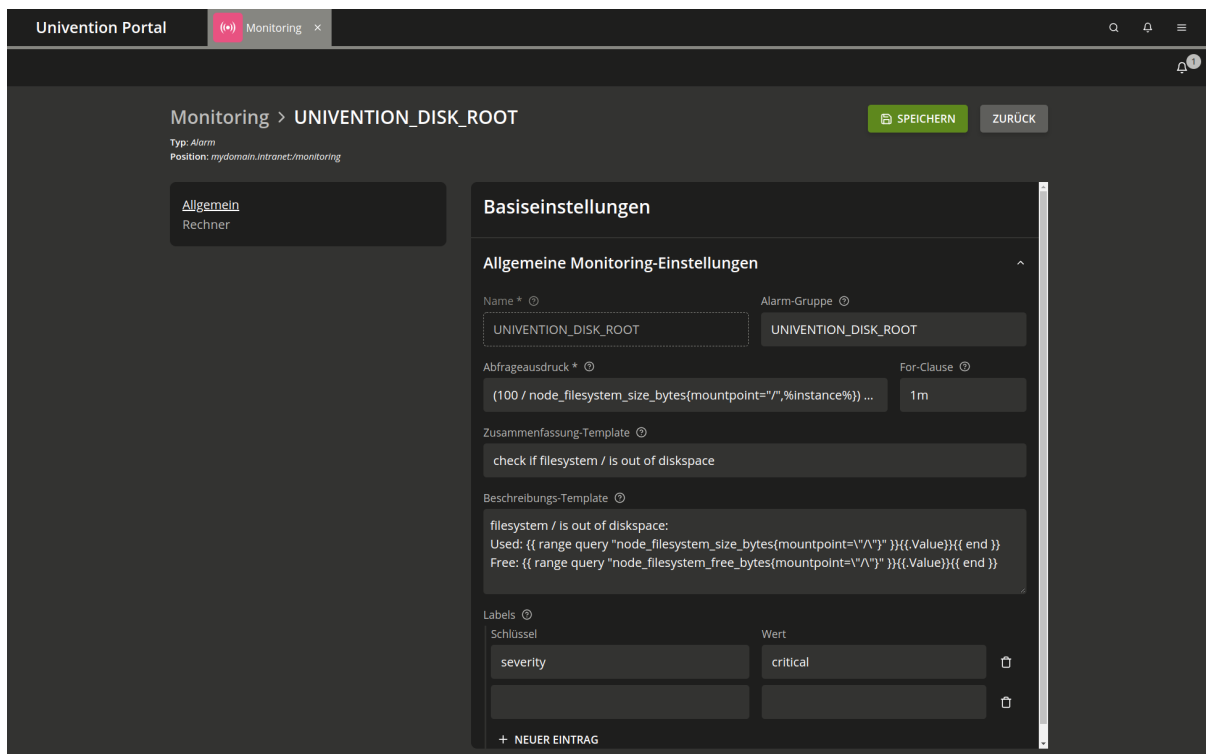 Univention Portal
Monitoring ×
1
Monitoring > UNIVENTION_DISK_ROOT
SPEICHERN
ZURÜCK
Typ: Alarm
Position: mydomain.intranet:/monitoring
Allgemein
Rechner
Basiseinstellungen
Allgemeine Monitoring-Einstellungen
Name *
Alarm-Gruppe
UNIVENTION_DISK_ROOT
UNIVENTION_DISK_ROOT
Abfrageausdruck *
For-Clause
(100 / node_filesystem_size_bytes{mountpoint="/",%instance%}) ...
1m
Zusammenfassung-Template
check if filesystem / is out of diskspace
Beschreibungs-Template
filesystem / is out of diskspace:
Used: {{ range query "node_filesystem_size_bytes{mountpoint=\"/\"}" }}{{.Value}}{{ end }}
Free: {{ range query "node_filesystem_free_bytes{mountpoint=\"/\"}" }}{{.Value}}{{ end }}
Labels
Schlüssel
Wert
severity
critical
+ NEUER EINTRAG